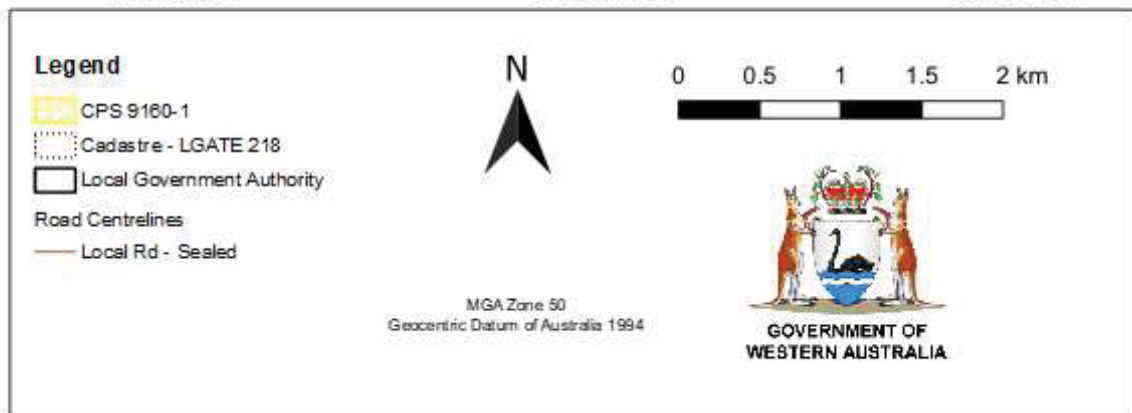 Legend
CPS 9160-1
Cadastre - LGATE 218
Local Government Authority
Road Centrelines
Local Rd - Sealed
N
MGA Zone 50
Geocentric Datum of Australia 1994
0 0.5 1 1.5 2 km
GOVERNMENT OF
WESTERN AUSTRALIA